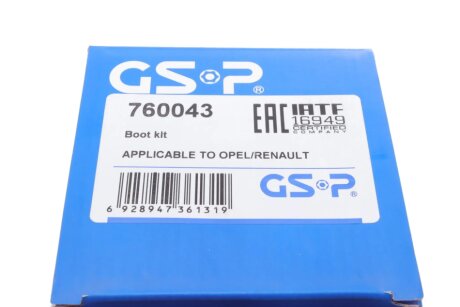 GSP®
760043
Boot kit
EAC IATF
16949
CERTIFIED
COMPANY
APPLICABLE TO OPEL/RENAULT
6 928947 361319
GSP®